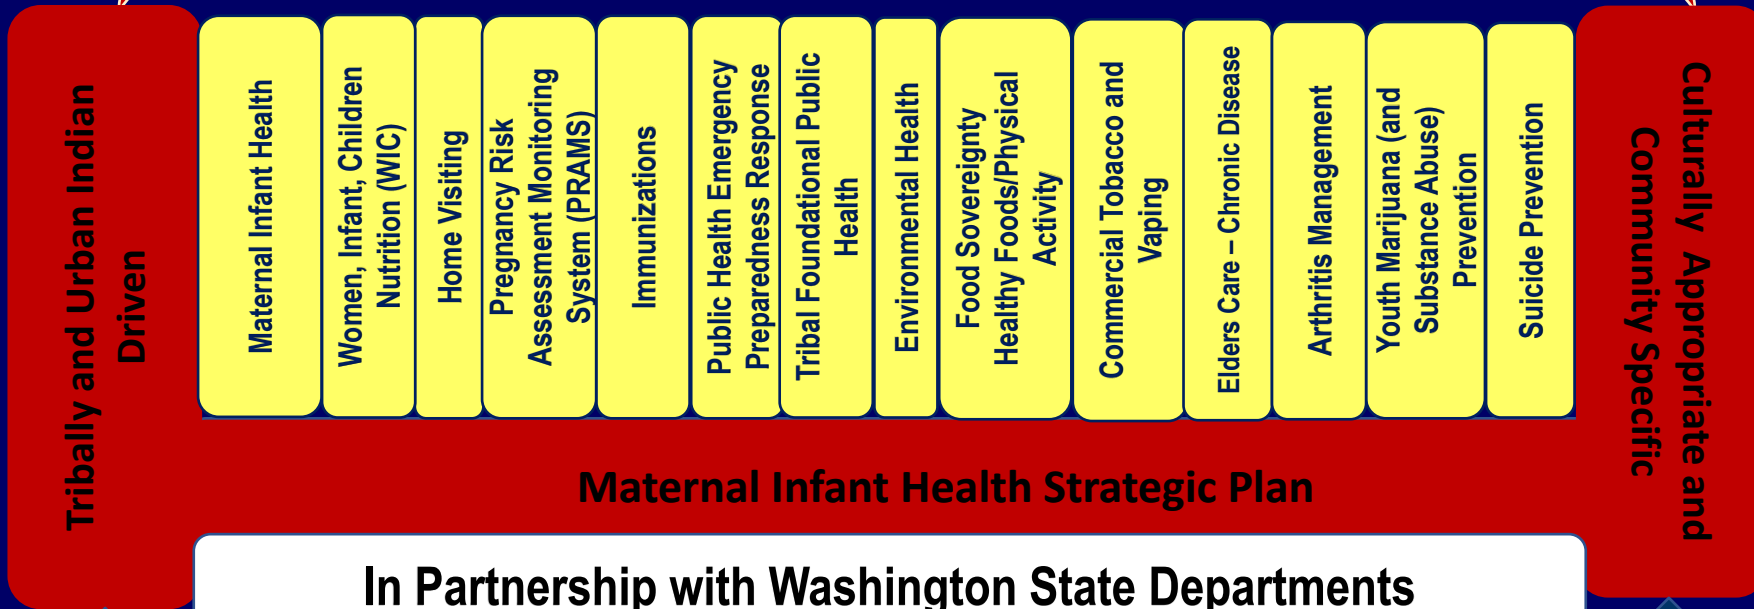 Tribally and Urban Indian
Driven
Maternal Infant Health
Women, Infant, Children
Nutrition (WIC)
Home Visiting
Pregnancy Risk
Assessment Monitoring
System (PRAMS)
Immunizations
Public Health Emergency
Preparedness Response
Tribal Foundational Public
Health
Environmental Health
Food Sovereignty
Healthy Foods/Physical
Activity
Commercial Tobacco and
Vaping
Elders Care – Chronic Disease
Arthritis Management
Youth Marijuana (and
Substance Abuse)
Prevention
Suicide Prevention
Culturally Appropriate and
Community Specific
Maternal Infant Health Strategic Plan
In Partnership with Washington State Departments